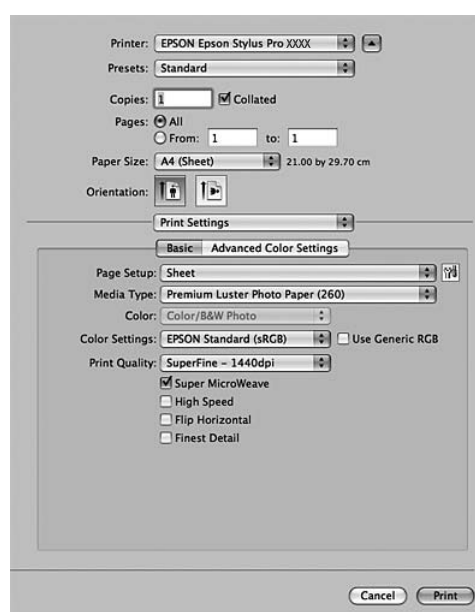 Printer: EPSON Epson Stylus Pro XXXX
Presets: Standard
Copies: 1 Collated
Pages: All
From: 1 to: 1
Paper Size: A4 (Sheet) 21.00 by 29.70 cm
Orientation:
Print Settings
Basic Advanced Color Settings
Page Setup: Sheet
Media Type: Premium Luster Photo Paper (260)
Color: Color/B&W Photo
Color Settings: EPSON Standard (sRGB) Use Generic RGB
Print Quality: SuperFine - 1440dpi
Super MicroWeave
High Speed
Flip Horizontal
Finest Detail
Cancel Print